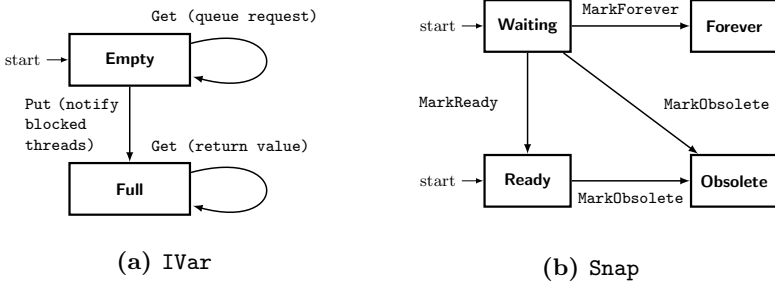 Get (queue request)
start
Empty
Put (notify
blocked
threads)
Get (return value)
Full
(a) IVar
start
Waiting
MarkForever
Forever
MarkReady
MarkObsolete
start
Ready
MarkObsolete
Obsolete
(b) Snap